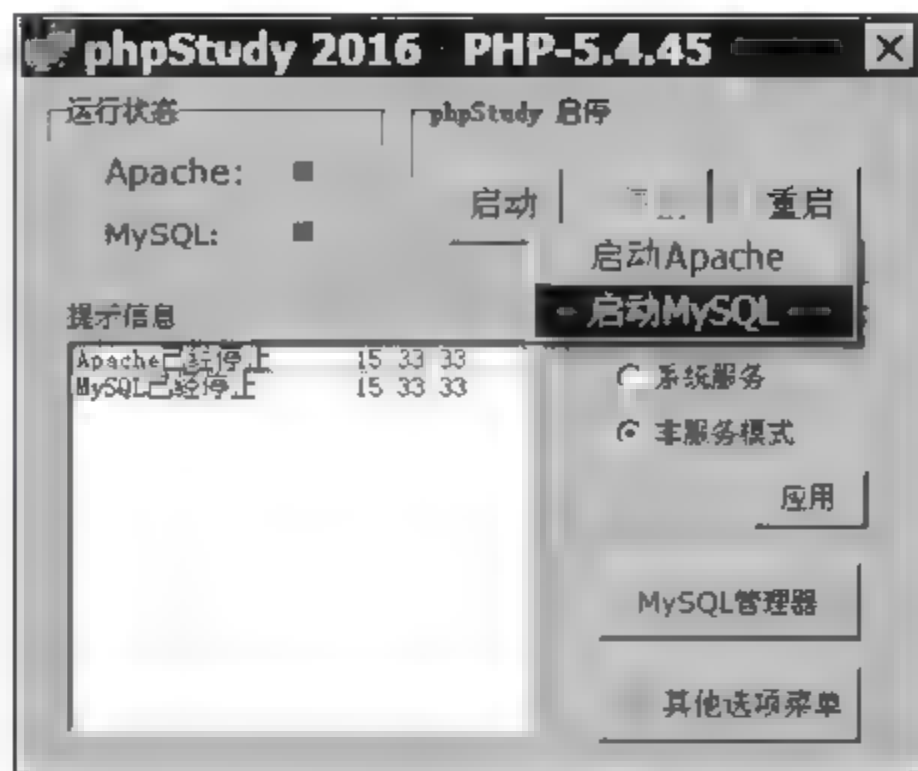 phpStudy 2016 PHP-5.4.45
运行状态
phpStudy 启停
Apache:
MySQL:
启动
重启
启动Apache
启动MySQL
提示信息
Apache已经停止 15 33 33
MySQL已经停止 15 33 33
系统服务
非服务模式
应用
MySQL管理器
其他选项菜单